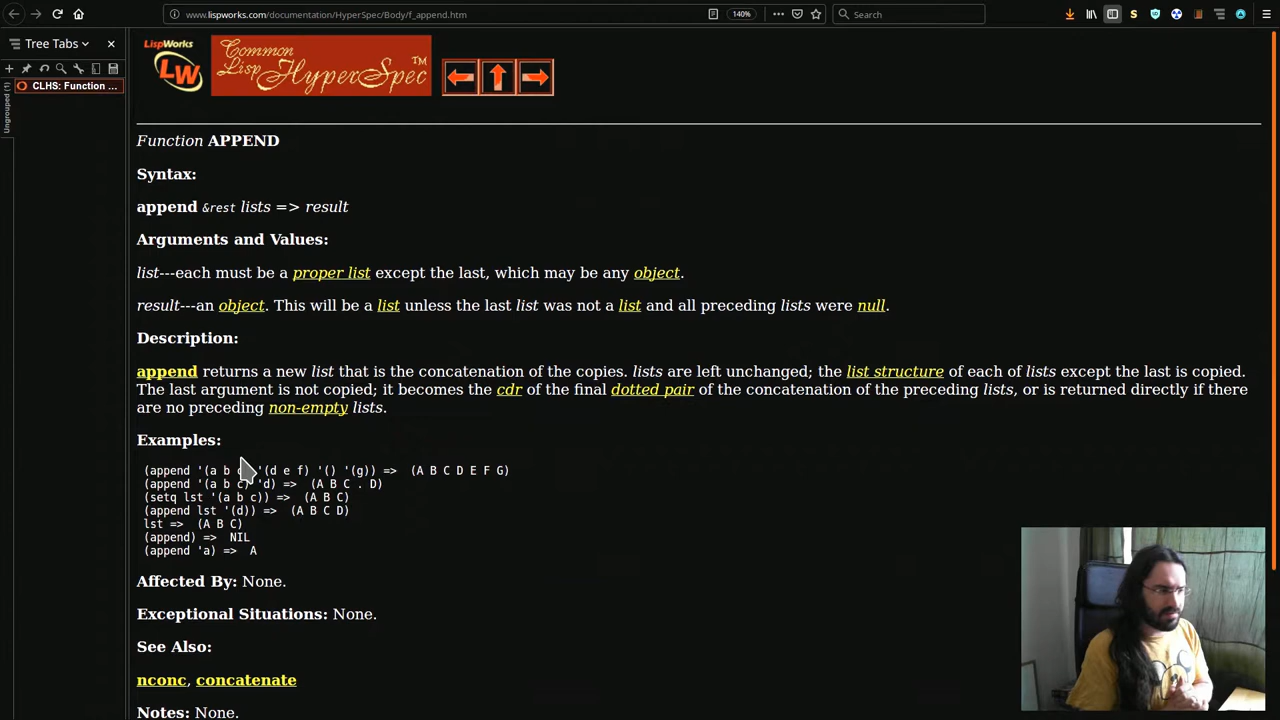 www.lispworks.com/documentation/HyperSpec/Body/f_append.htm
140%
Search
Tree Tabs
Ungrouped (1)
CLHS: Function ...
LispWorks
LW
Common
Lisp HyperSpec™
Function APPEND
Syntax:
append &rest lists => result
Arguments and Values:
list---each must be a proper list except the last, which may be any object.
result---an object. This will be a list unless the last list was not a list and all preceding lists were null.
Description:
append returns a new list that is the concatenation of the copies. lists are left unchanged; the list structure of each of lists except the last is copied.
The last argument is not copied; it becomes the cdr of the final dotted pair of the concatenation of the preceding lists, or is returned directly if there
are no preceding non-empty lists.
Examples:
(append '(a b c) '(d e f) '() '(g)) => (A B C D E F G)
(append '(a b c) 'd) => (A B C . D)
(setq lst '(a b c)) => (A B C)
(append lst '(d)) => (A B C D)
lst => (A B C)
(append) => NIL
(append 'a) => A
Affected By: None.
Exceptional Situations: None.
See Also:
nconc, concatenate
Notes: None.